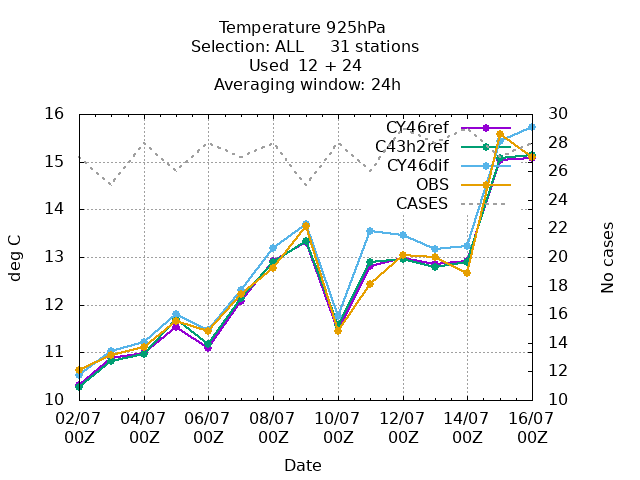 Temperature 925hPa
Selection: ALL 31 stations
Used 12 + 24
Averaging window: 24h
16 30
CY46ref
28
C43h2ref
15
26
CY46dif
OBS
24
CASES
14
22
deg C
13 20
No cases
18
12
16
14
11
12
10 10
02/07 04/07 06/07 08/07 10/07 12/07 14/07 16/07
00Z 00Z 00Z 00Z 00Z 00Z 00Z 00Z
Date